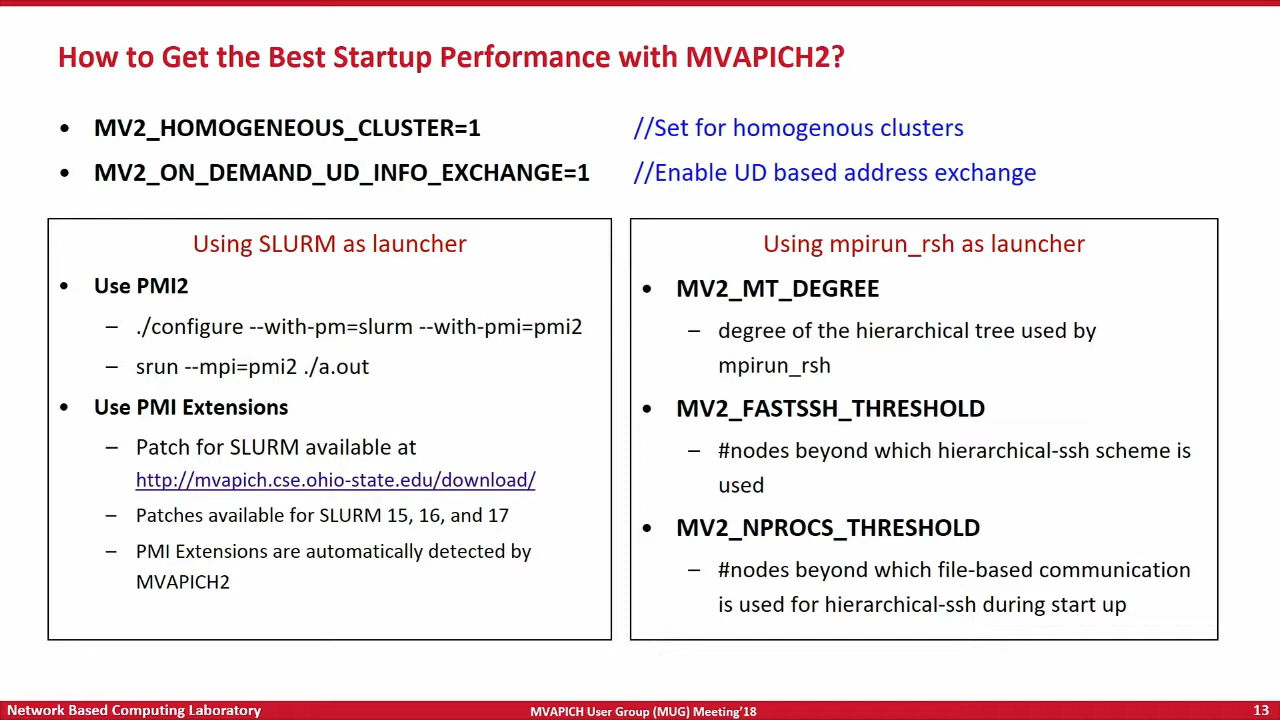 How to Get the Best Startup Performance with MVAPICH2?
• MV2_HOMOGENEOUS_CLUSTER=1 //Set for homogenous clusters
• MV2_ON_DEMAND_UD_INFO_EXCHANGE=1 //Enable UD based address exchange
Using SLURM as launcher
• Use PMI2
– ./configure --with-pm=slurm --with-pmi=pmi2
– srun --mpi=pmi2 ./a.out
• Use PMI Extensions
– Patch for SLURM available at
http://mvapich.cse.ohio-state.edu/download/
– Patches available for SLURM 15, 16, and 17
– PMI Extensions are automatically detected by
MVAPICH2
Using mpirun_rsh as launcher
• MV2_MT_DEGREE
– degree of the hierarchical tree used by
mpirun_rsh
• MV2_FASTSSH_THRESHOLD
– #nodes beyond which hierarchical-ssh scheme is
used
• MV2_NPROCS_THRESHOLD
– #nodes beyond which file-based communication
is used for hierarchical-ssh during start up
Network Based Computing Laboratory MVAPICH User Group (MUG) Meeting'18 13